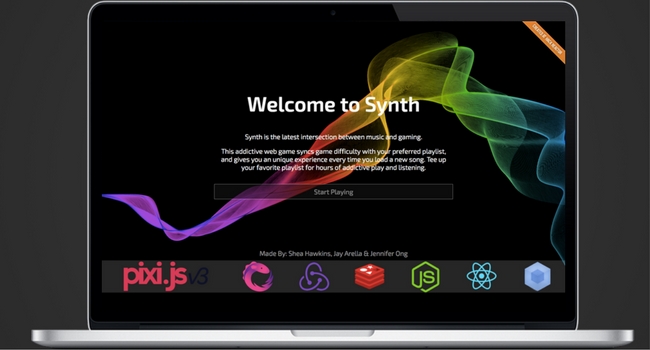 Welcome to Synth
Synth is the latest intersection between music and gaming.
This addictive web game syncs game difficulty with your preferred playlist,
and gives you an unique experience every time you load a new song. Tee up
your favorite playlist for hours of addictive play and listening.
Start Playing
Made By: Shea Hawkins, Jay Arella & Jennifer Ong
pixi.js v3
JS